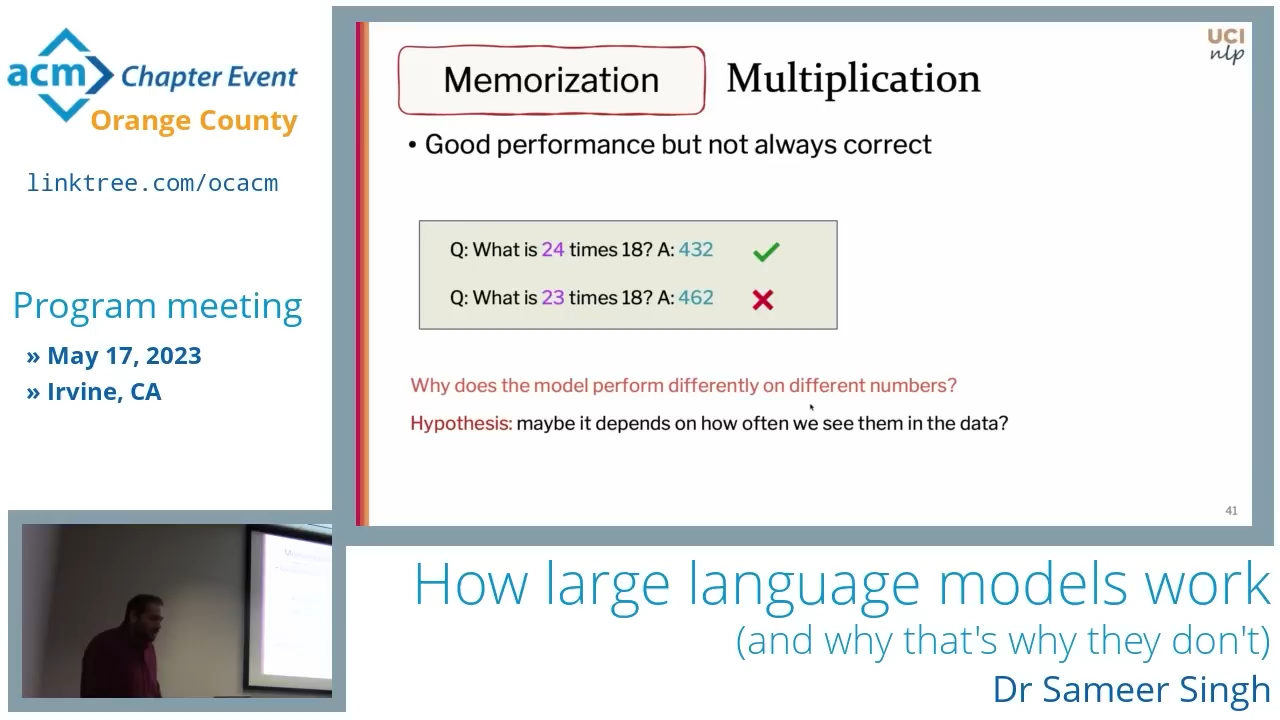 acm Chapter Event
Orange County
linktree.com/ocacm
Program meeting
» May 17, 2023
» Irvine, CA
UCI
nlp
Memorization Multiplication
• Good performance but not always correct
Q: What is 24 times 18? A: 432
Q: What is 23 times 18? A: 462
Why does the model perform differently on different numbers?
Hypothesis: maybe it depends on how often we see them in the data?
41
How large language models work
(and why that's why they don't)
Dr Sameer Singh